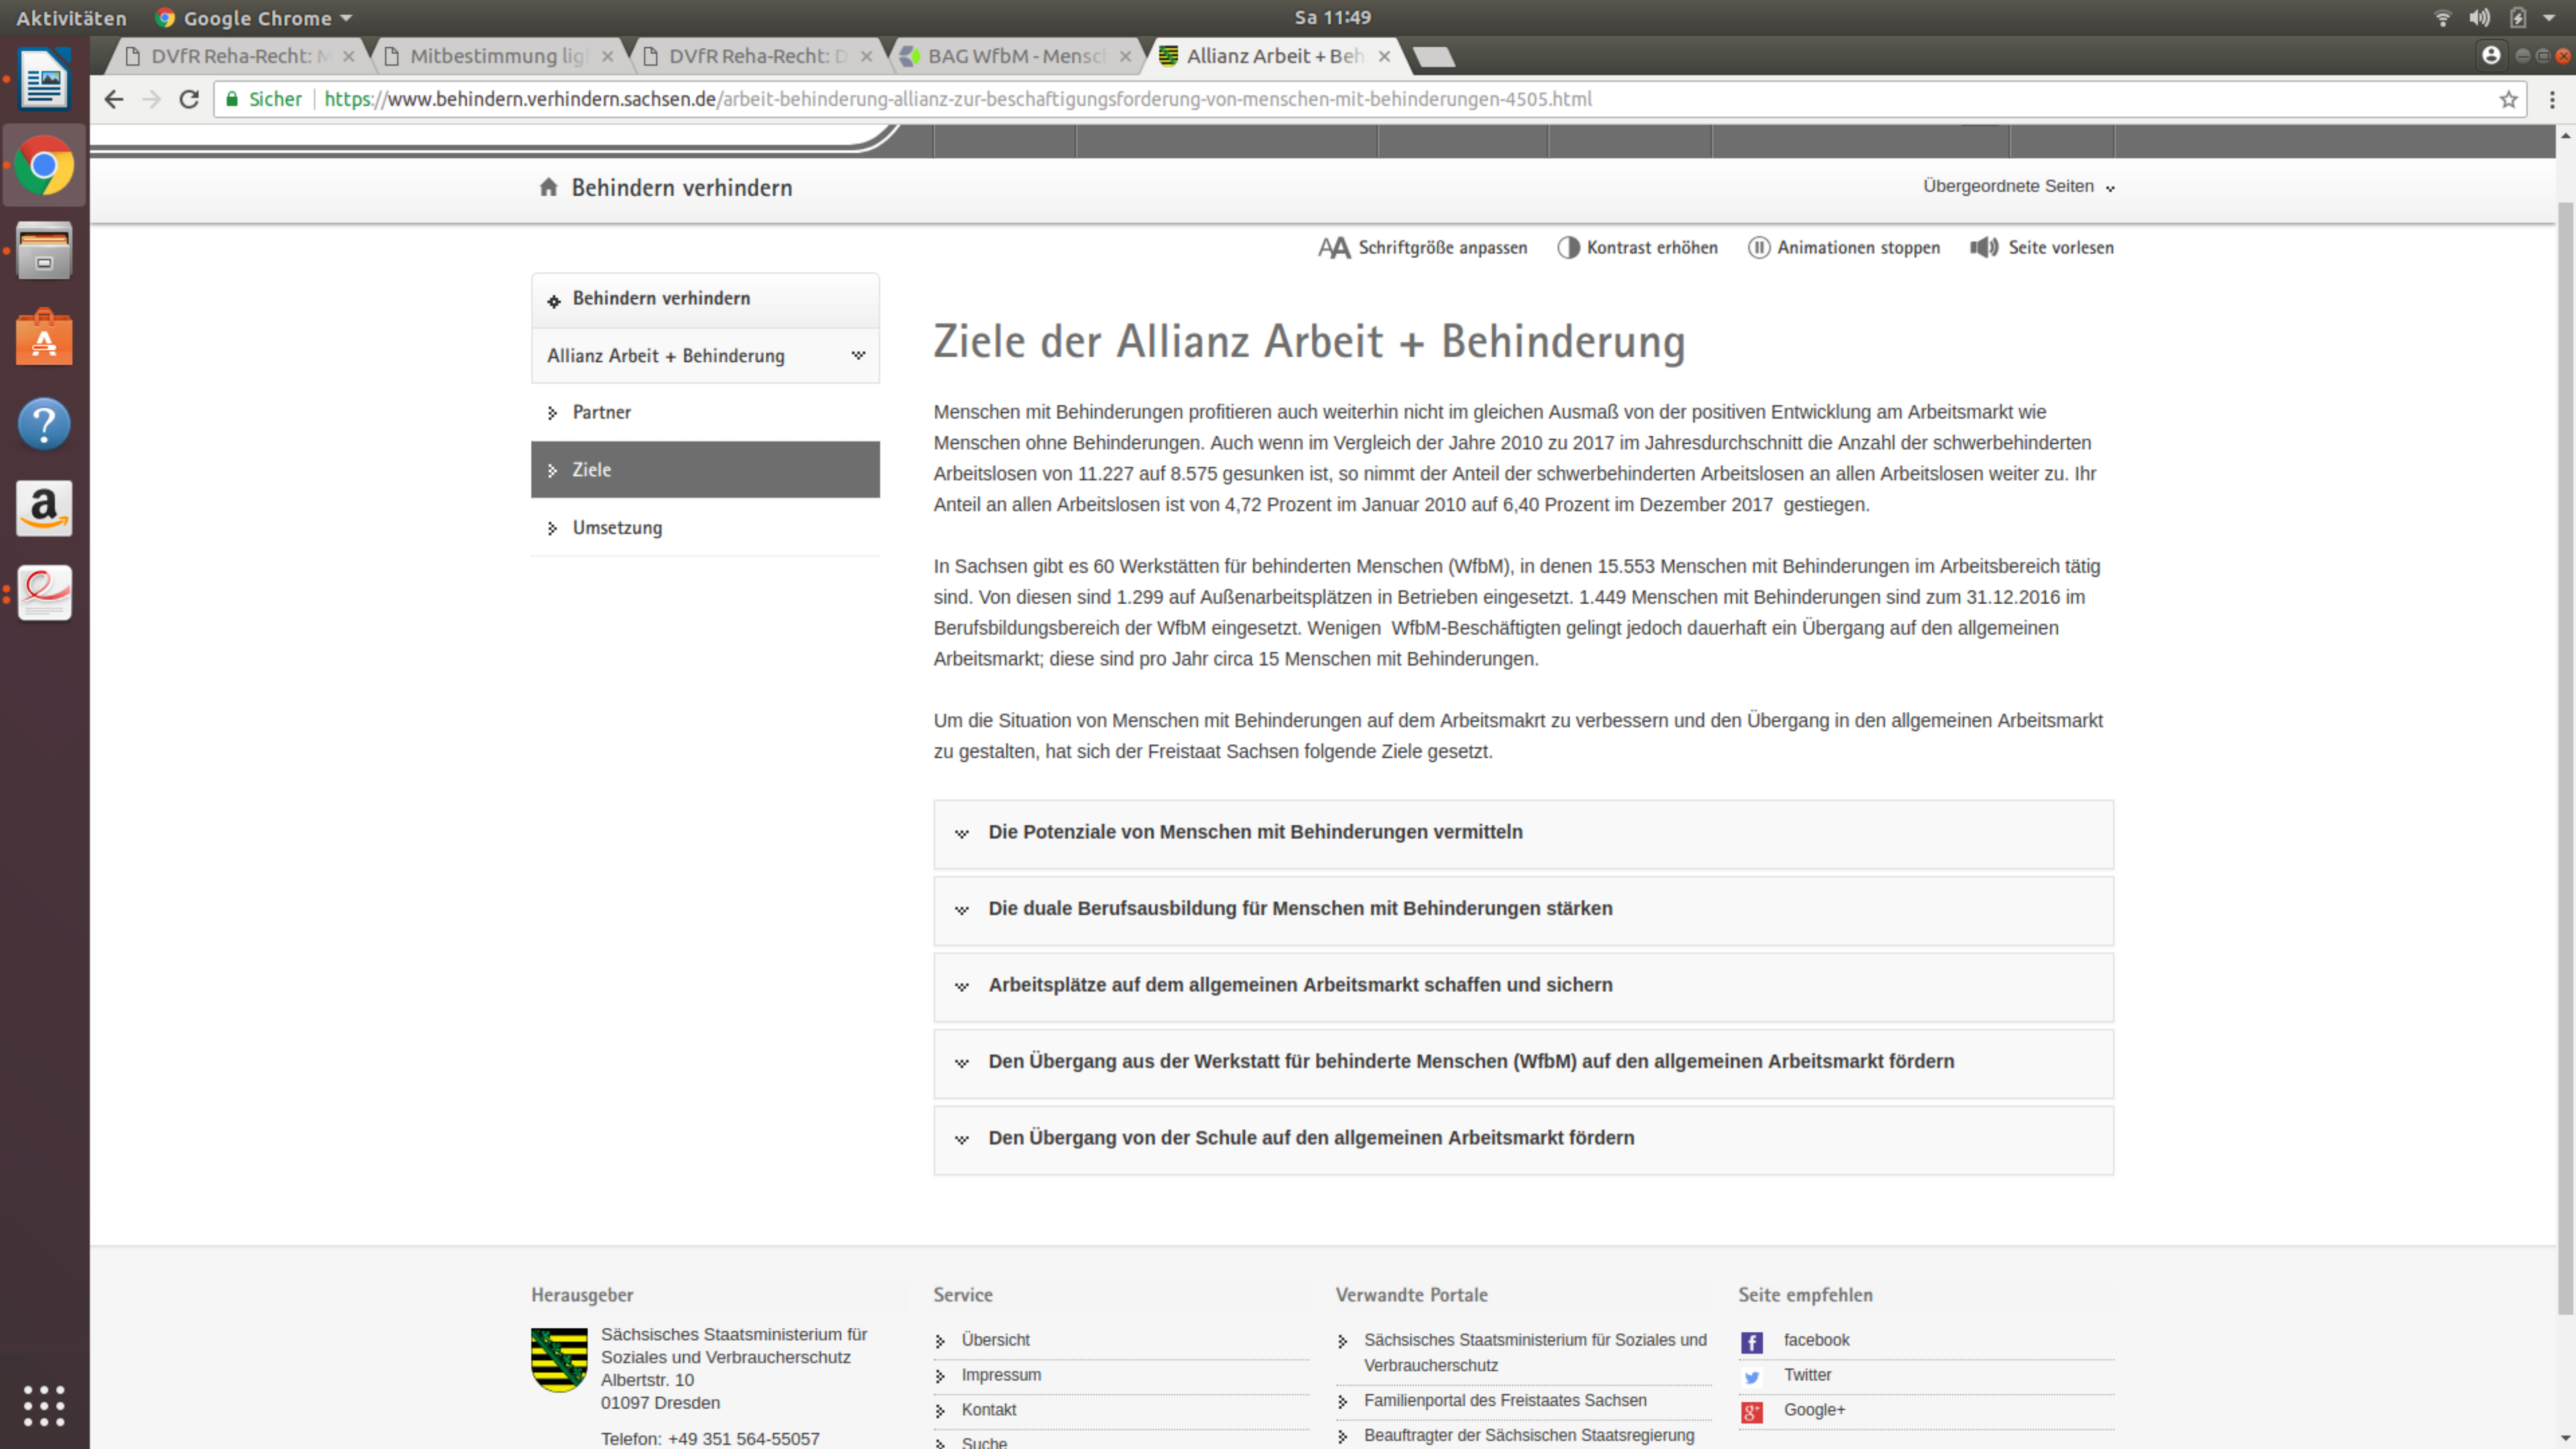 Aktivitäten
Google Chrome
Sa 11:49
DVfR Reha-Recht: M
Mitbestimmung lig
DVfR Reha-Recht: D
BAG WfbM - Mensc
Allianz Arbeit + Beh
Sicher
https://www.behindern.verhindern.sachsen.de/arbeit-behinderung-allianz-zur-beschaftigungsforderung-von-menschen-mit-behinderungen-4505.html
Behindern verhindern
Übergeordnete Seiten
AA Schriftgröße anpassen
Kontrast erhöhen
Animationen stoppen
Seite vorlesen
Behindern verhindern
Allianz Arbeit + Behinderung
Partner
Ziele
Umsetzung
Ziele der Allianz Arbeit + Behinderung
Menschen mit Behinderungen profitieren auch weiterhin nicht im gleichen Ausmaß von der positiven Entwicklung am Arbeitsmarkt wie
Menschen ohne Behinderungen. Auch wenn im Vergleich der Jahre 2010 zu 2017 im Jahresdurchschnitt die Anzahl der schwerbehinderten
Arbeitslosen von 11.227 auf 8.575 gesunken ist, so nimmt der Anteil der schwerbehinderten Arbeitslosen an allen Arbeitslosen weiter zu. Ihr
Anteil an allen Arbeitslosen ist von 4,72 Prozent im Januar 2010 auf 6,40 Prozent im Dezember 2017  gestiegen.
In Sachsen gibt es 60 Werkstätten für behinderten Menschen (WfbM), in denen 15.553 Menschen mit Behinderungen im Arbeitsbereich tätig
sind. Von diesen sind 1.299 auf Außenarbeitsplätzen in Betrieben eingesetzt. 1.449 Menschen mit Behinderungen sind zum 31.12.2016 im
Berufsbildungsbereich der WfbM eingesetzt. Wenigen  WfbM-Beschäftigten gelingt jedoch dauerhaft ein Übergang auf den allgemeinen
Arbeitsmarkt; diese sind pro Jahr circa 15 Menschen mit Behinderungen.
Um die Situation von Menschen mit Behinderungen auf dem Arbeitsmakrt zu verbessern und den Übergang in den allgemeinen Arbeitsmarkt
zu gestalten, hat sich der Freistaat Sachsen folgende Ziele gesetzt.
Die Potenziale von Menschen mit Behinderungen vermitteln
Die duale Berufsausbildung für Menschen mit Behinderungen stärken
Arbeitsplätze auf dem allgemeinen Arbeitsmarkt schaffen und sichern
Den Übergang aus der Werkstatt für behinderte Menschen (WfbM) auf den allgemeinen Arbeitsmarkt fördern
Den Übergang von der Schule auf den allgemeinen Arbeitsmarkt fördern
Herausgeber
Sächsisches Staatsministerium für
Soziales und Verbraucherschutz
Albertstr. 10
01097 Dresden
Telefon: +49 351 564-55057
Service
Übersicht
Impressum
Kontakt
Suche
Verwandte Portale
Sächsisches Staatsministerium für Soziales und
Verbraucherschutz
Familienportal des Freistaates Sachsen
Beauftragter der Sächsischen Staatsregierung
Seite empfehlen
facebook
Twitter
Google+